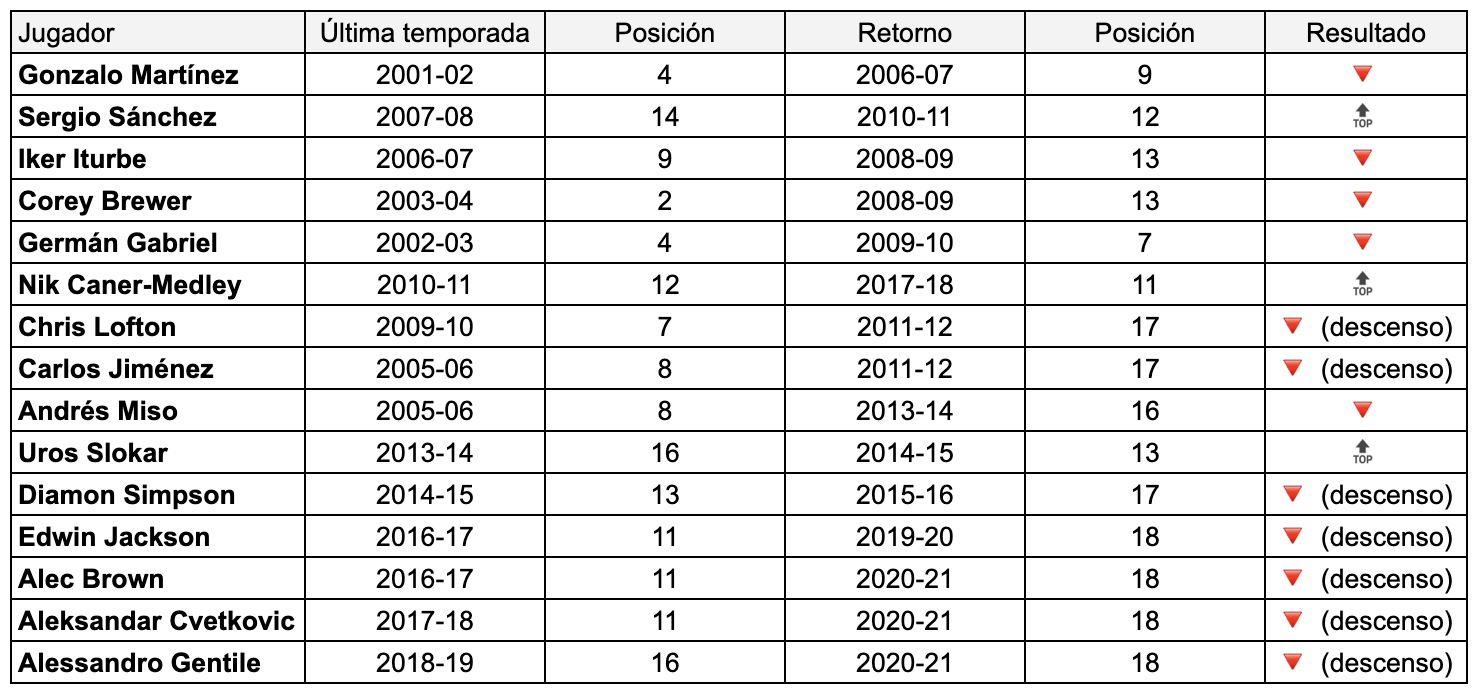 Jugador Última temporada Posición Retorno Posición Resultado
Gonzalo Martínez 2001-02 4 2006-07 9 🔻
Sergio Sánchez 2007-08 14 2010-11 12 🔝
Iker Iturbe 2006-07 9 2008-09 13 🔻
Corey Brewer 2003-04 2 2008-09 13 🔻
Germán Gabriel 2002-03 4 2009-10 7 🔻
Nik Caner-Medley 2010-11 12 2017-18 11 🔝
Chris Lofton 2009-10 7 2011-12 17 🔻 (descenso)
Carlos Jiménez 2005-06 8 2011-12 17 🔻 (descenso)
Andrés Miso 2005-06 8 2013-14 16 🔻
Uros Slokar 2013-14 16 2014-15 13 🔝
Diamon Simpson 2014-15 13 2015-16 17 🔻 (descenso)
Edwin Jackson 2016-17 11 2019-20 18 🔻 (descenso)
Alec Brown 2016-17 11 2020-21 18 🔻 (descenso)
Aleksandar Cvetkovic 2017-18 11 2020-21 18 🔻 (descenso)
Alessandro Gentile 2018-19 16 2020-21 18 🔻 (descenso)